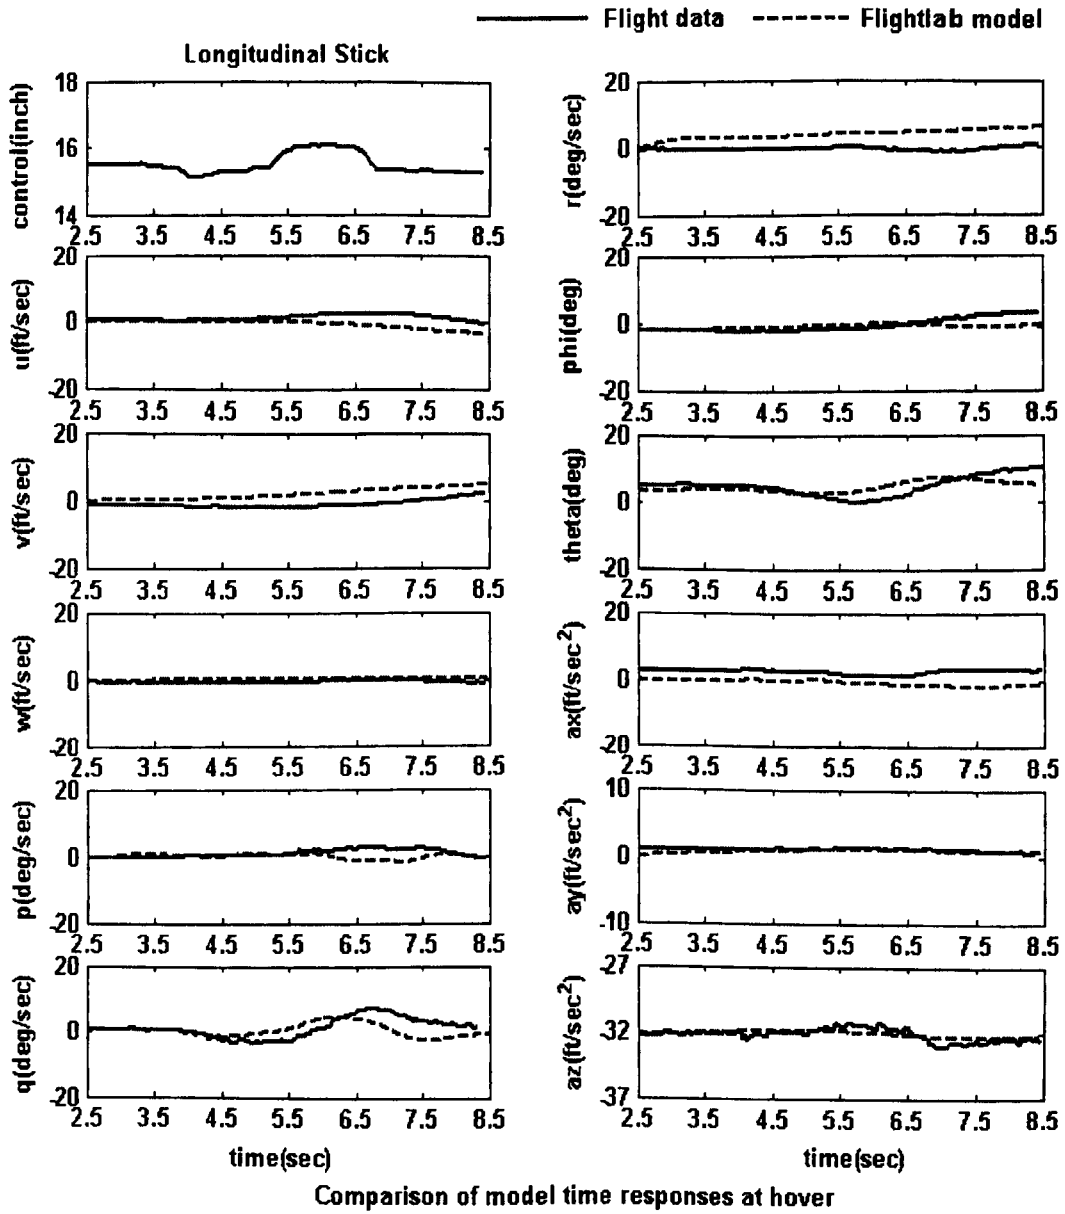 Flight data Flightlab model
Longitudinal Stick
18
16
14
control(inch)
2.5 3.5 4.5 5.5 6.5 7.5 8.5
20
0
-20
r(deg/sec)
2.5 3.5 4.5 5.5 6.5 7.5 8.5
20
0
-20
u(ft/sec)
2.5 3.5 4.5 5.5 6.5 7.5 8.5
20
0
-20
phi(deg)
2.5 3.5 4.5 5.5 6.5 7.5 8.5
20
0
-20
v(ft/sec)
2.5 3.5 4.5 5.5 6.5 7.5 8.5
20
0
-20
theta(deg)
2.5 3.5 4.5 5.5 6.5 7.5 8.5
20
0
-20
w(ft/sec)
2.5 3.5 4.5 5.5 6.5 7.5 8.5
20
0
-20
ax(ft/sec²)
2.5 3.5 4.5 5.5 6.5 7.5 8.5
20
0
-20
p(deg/sec)
2.5 3.5 4.5 5.5 6.5 7.5 8.5
10
0
-10
ay(ft/sec²)
2.5 3.5 4.5 5.5 6.5 7.5 8.5
20
0
-20
q(deg/sec)
2.5 3.5 4.5 5.5 6.5 7.5 8.5
time(sec)
-27
-32
-37
az(ft/sec²)
2.5 3.5 4.5 5.5 6.5 7.5 8.5
time(sec)
Comparison of model time responses at hover